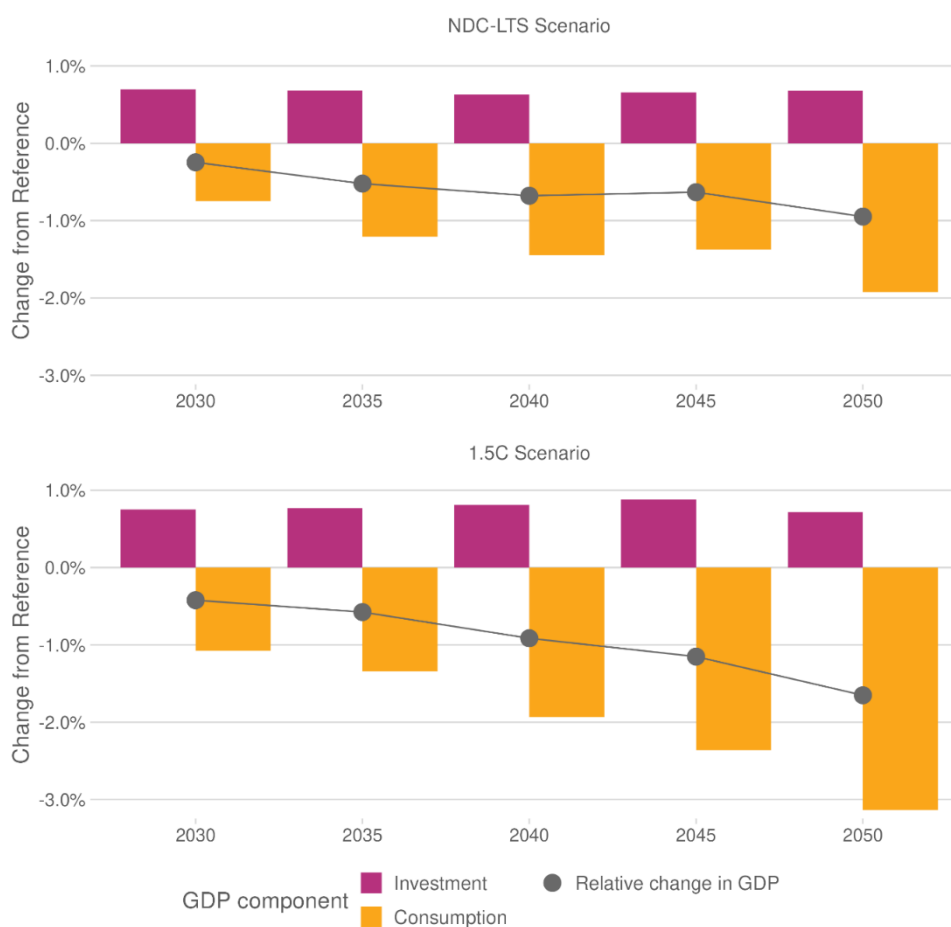 NDC-LTS Scenario
Change from Reference
1.0%
0.0%
-1.0%
-2.0%
-3.0%
2030 2035 2040 2045 2050
1.5C Scenario
Change from Reference
1.0%
0.0%
-1.0%
-2.0%
-3.0%
2030 2035 2040 2045 2050
GDP component
Investment
Consumption
Relative change in GDP